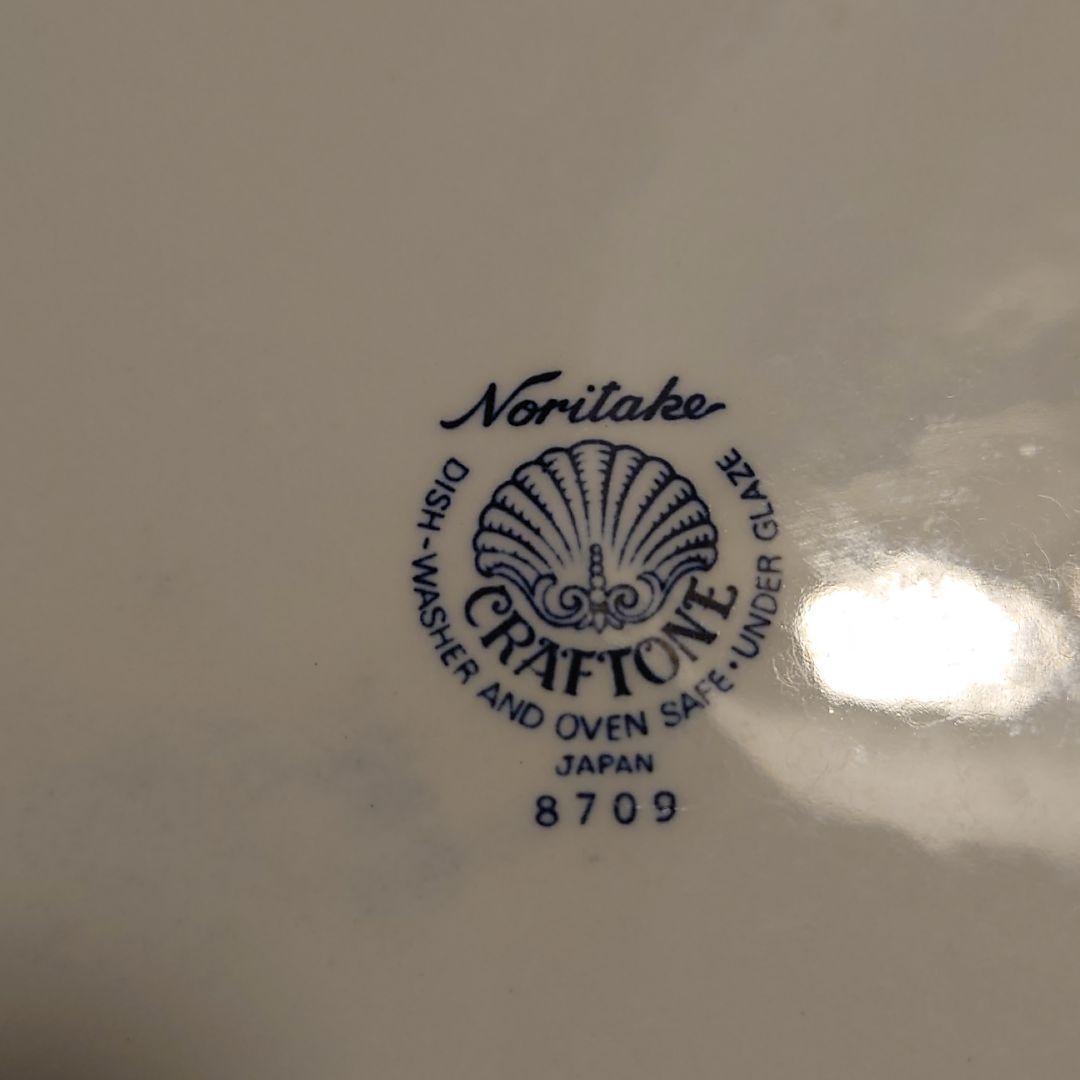 Noritake
CRAFTONE
DISH-WASHER AND OVEN SAFE·UNDER GLAZE
JAPAN
8709